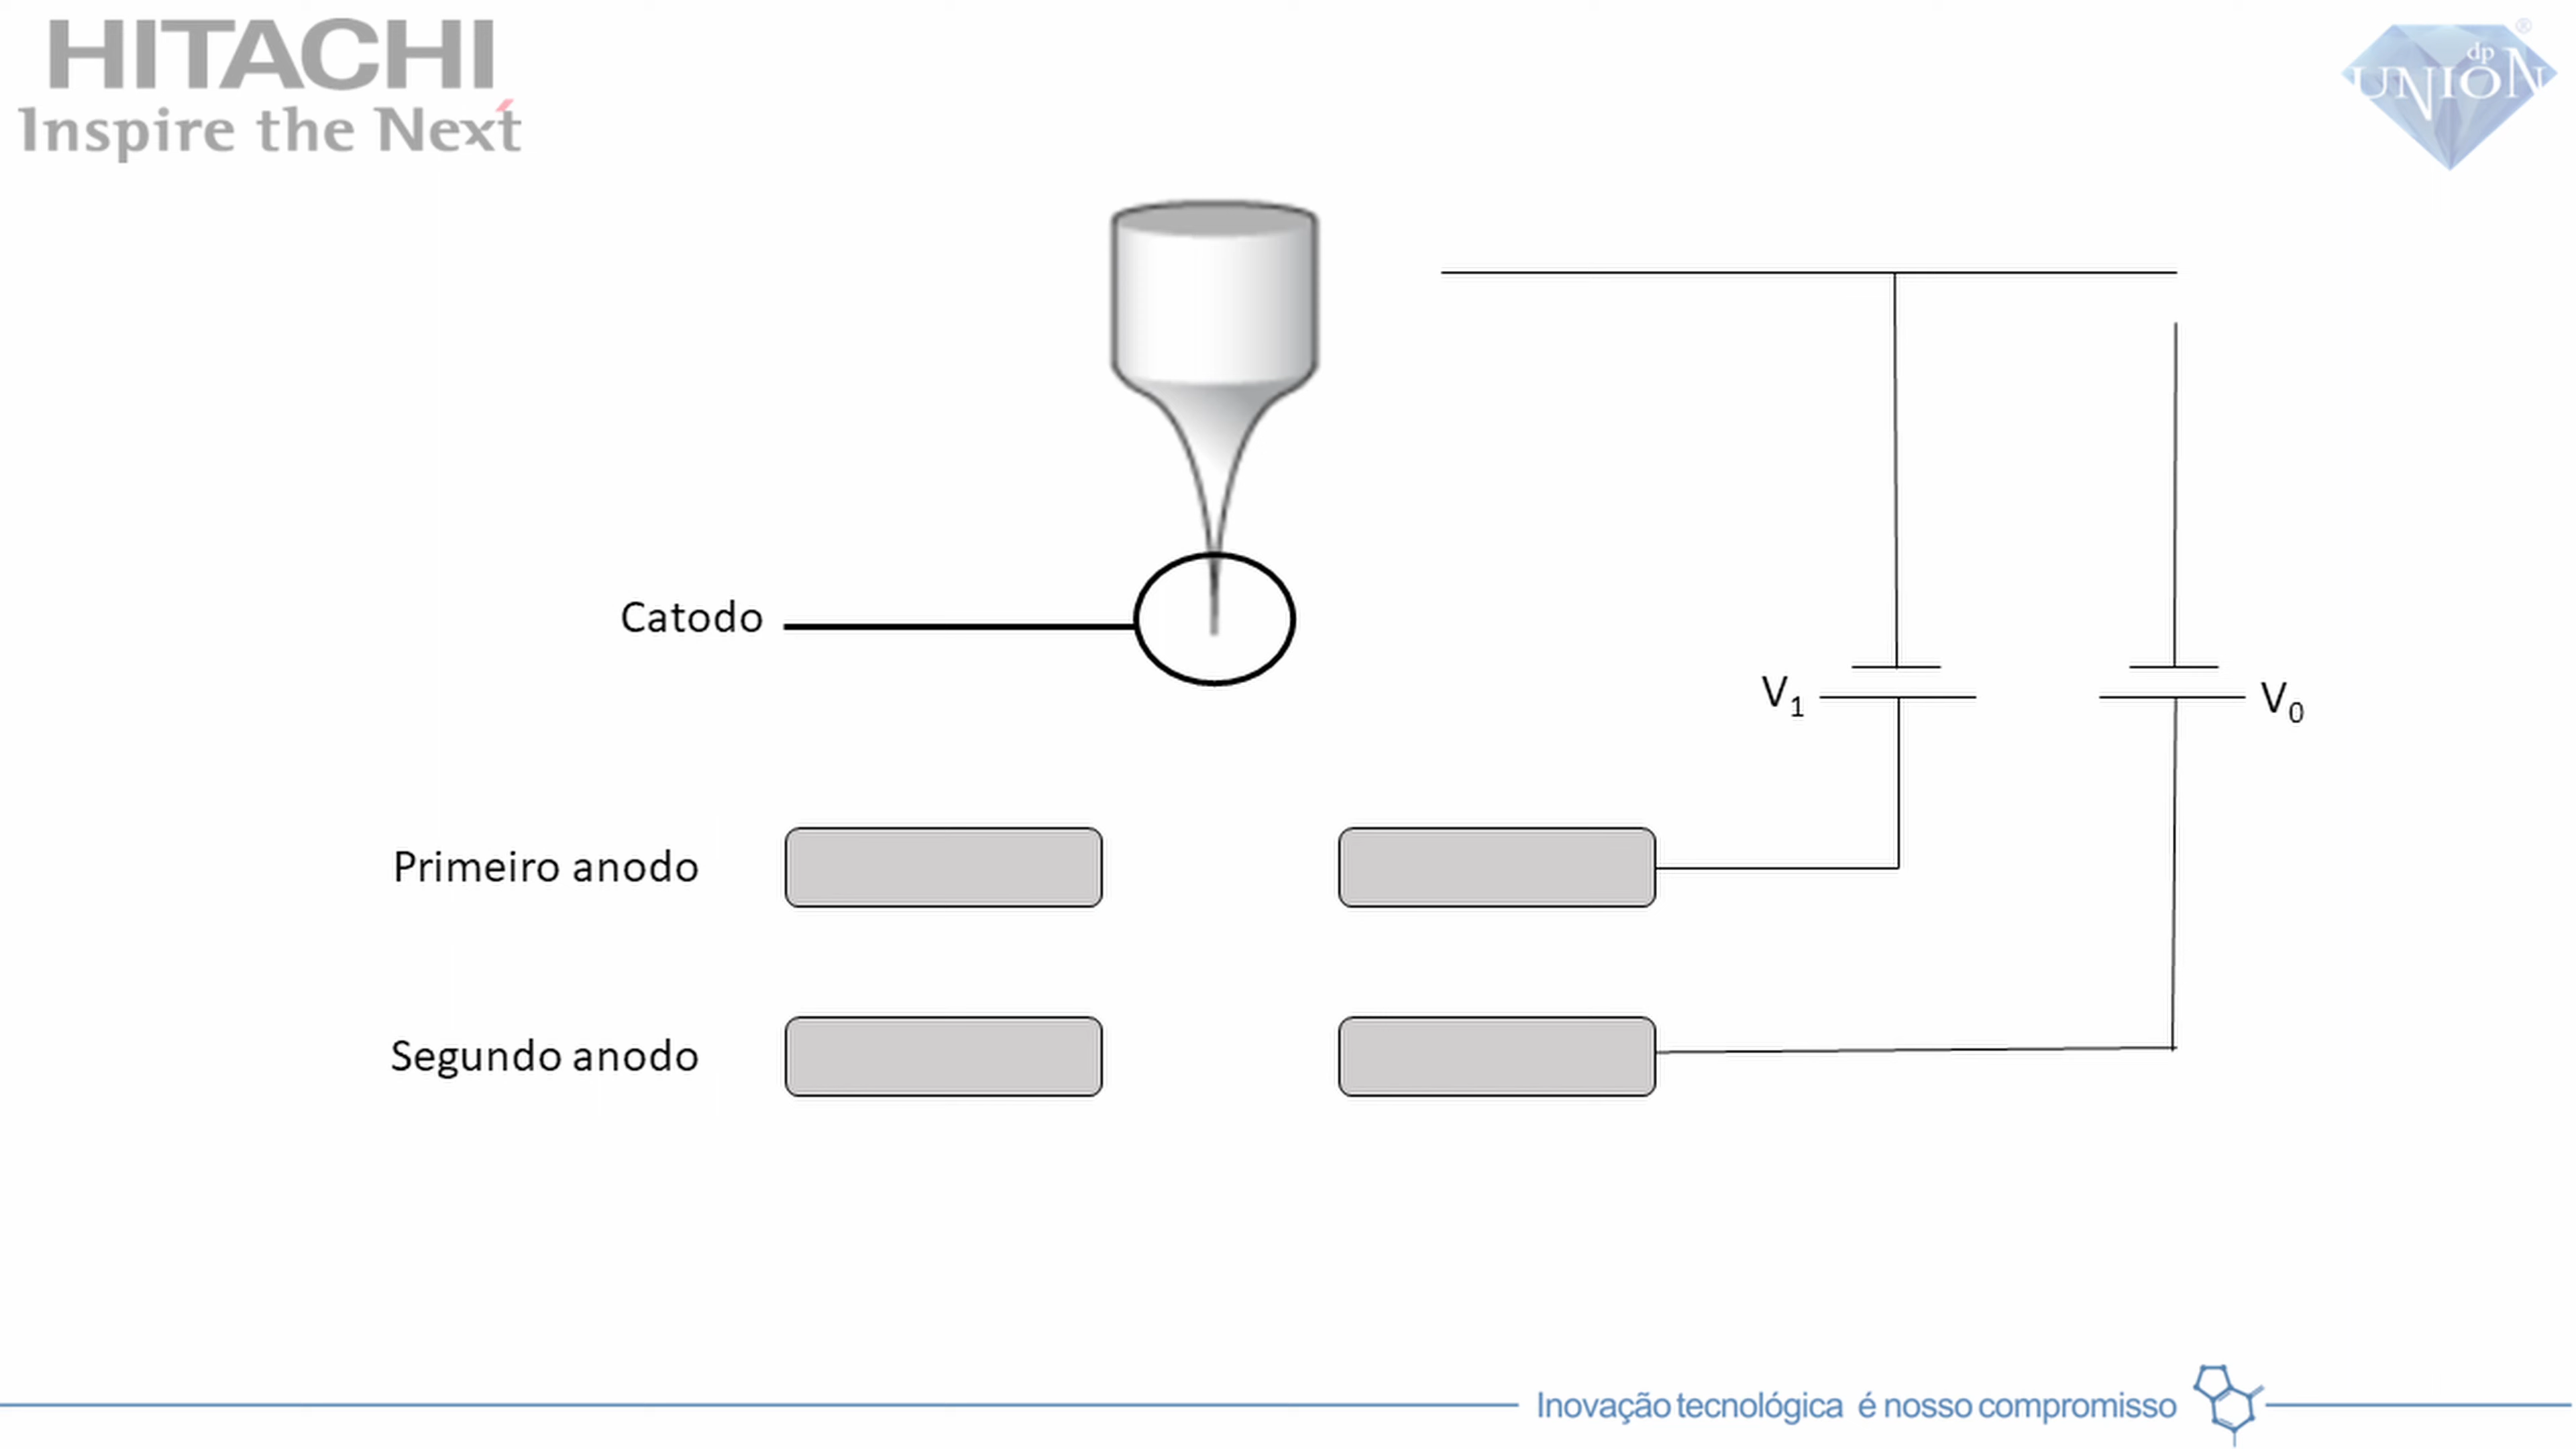 HITACHI
Inspire the Next
dp
UNION
®
Catodo
V1
V0
Primeiro anodo
Segundo anodo
Inovação tecnológica é nosso compromisso